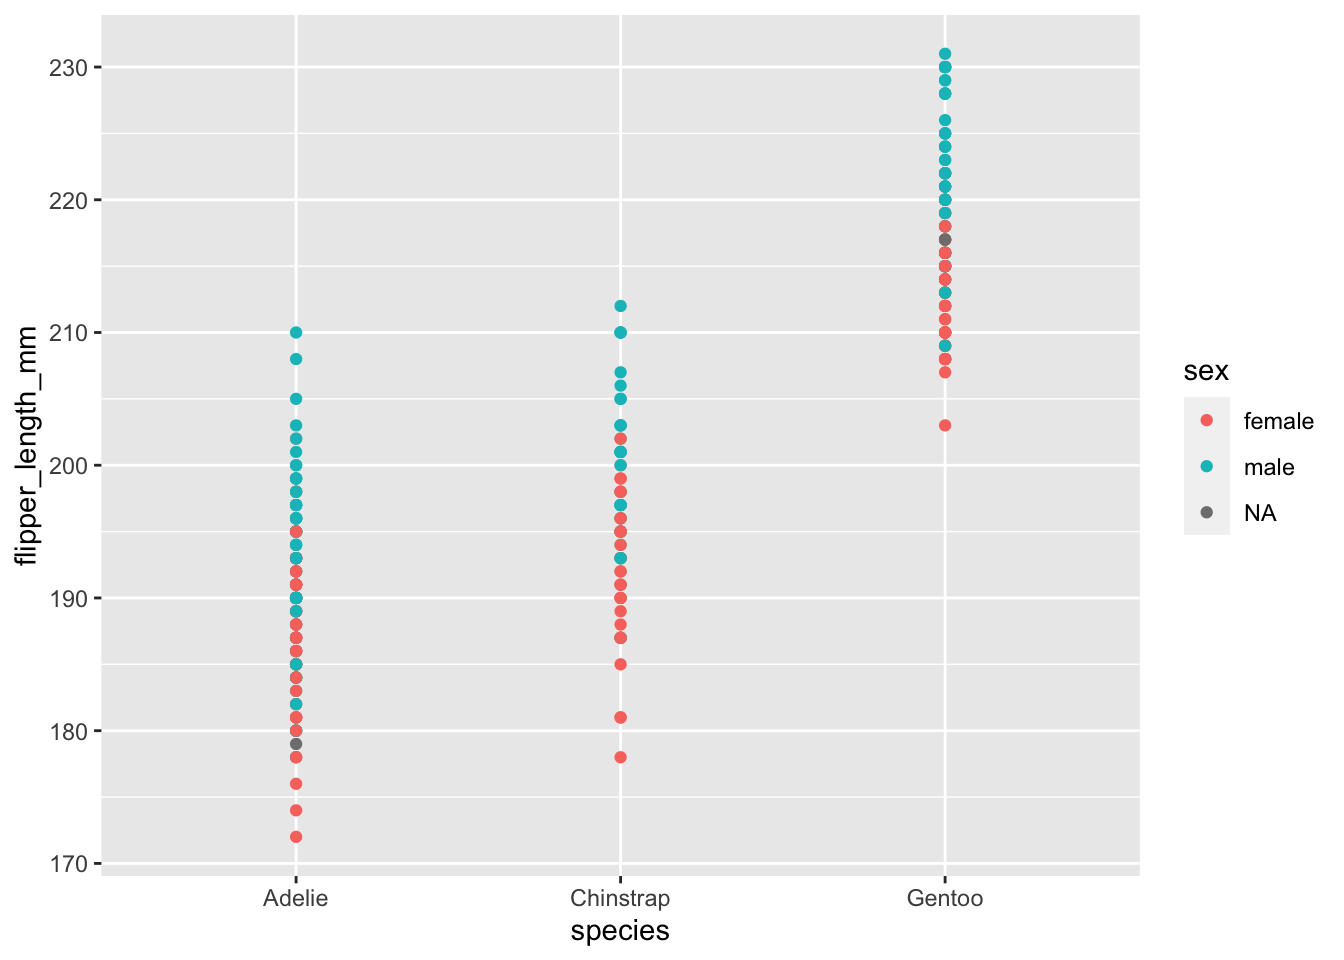 flipper_length_mm
230
220
210
200
190
180
170
Adelie
Chinstrap
Gentoo
species
sex
female
male
NA